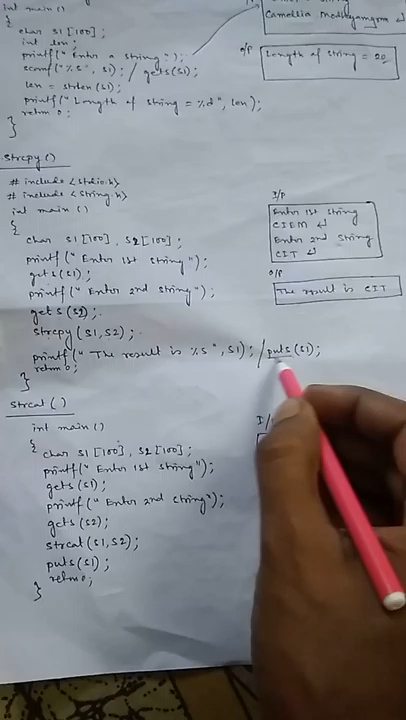 int main()
{
char S1[100];
int len;
printf("Enter a string");
scanf("%s", S1); / gets(S1);
len = strlen(S1);
printf("Length of string = %d", len);
retrn 0;
}
Camellia
O/P
Length of string = 20
Strcpy()
# include <stdio.h>
# include <string.h>
int main()
{
char S1[100], S2[100];
printf("Enter 1st string");
gets(S1);
printf("Enter 2nd string");
gets(S2);
strcpy(S1,S2);
printf("The result is %s", S1); / puts(S1);
retrn 0;
}
I/P
Enter 1st string
CIEM ↵
Enter 2nd string
CIT ↵
O/P
The result is CIT
Strcat()
int main()
{
char S1[100], S2[100];
printf("Enter 1st string");
gets(S1);
printf("Enter 2nd string");
gets(S2);
strcat(S1,S2);
puts(S1);
retrn 0;
}